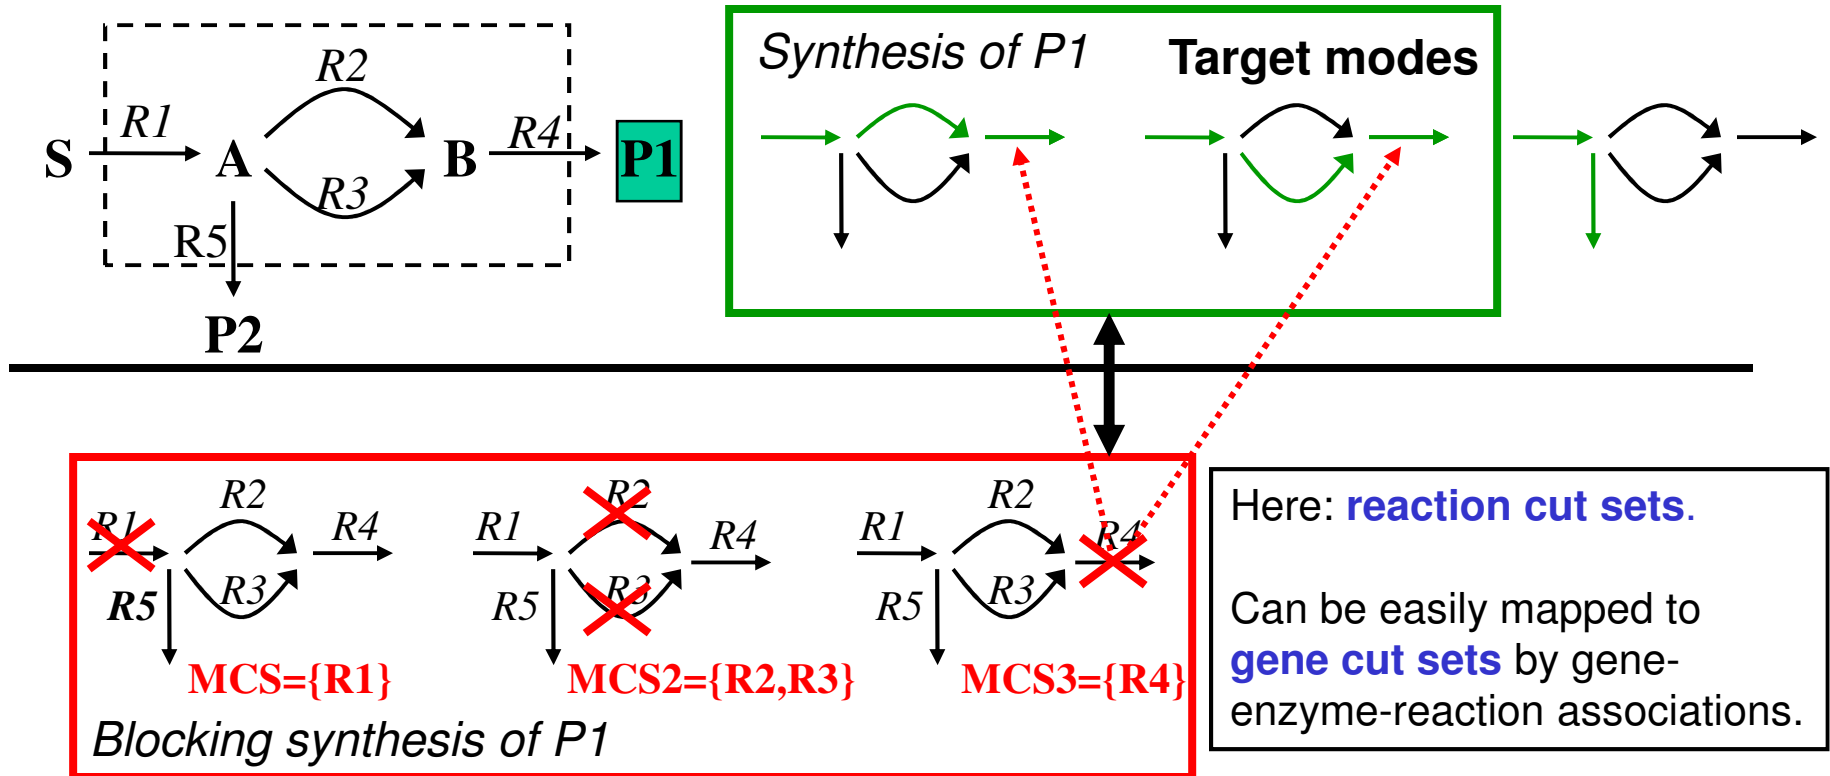 R2
R1
R4
S
A
B
P1
R3
R5
P2
Synthesis of P1
Target modes
R1
R2
R4
R3
R5
MCS={R1}
R1
R2
R4
R3
R5
MCS2={R2,R3}
R1
R2
R4
R3
R5
MCS3={R4}
Blocking synthesis of P1
Here: reaction cut sets.
Can be easily mapped to
gene cut sets by gene-
enzyme-reaction associations.